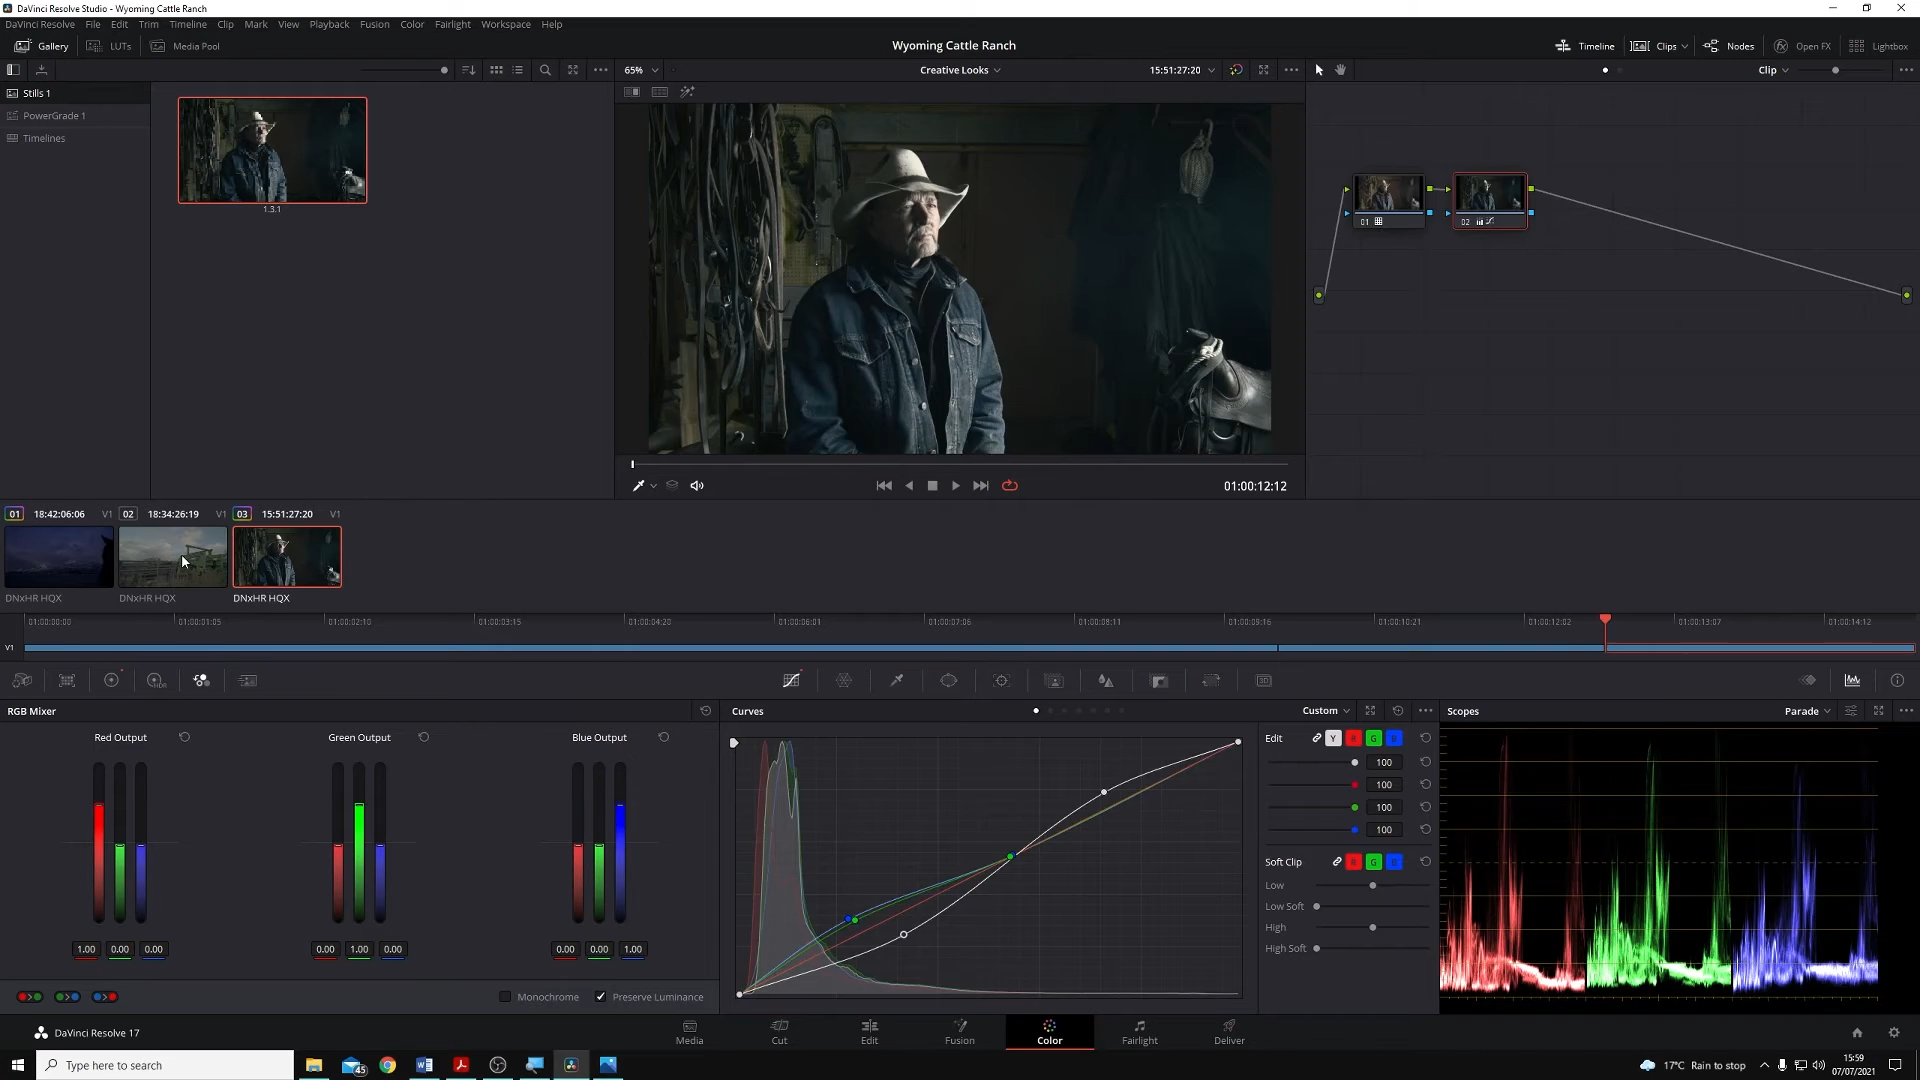 DaVinci Resolve Studio - Wyoming Cattle Ranch
DaVinci Resolve File Edit Trim Timeline Clip Mark View Playback Fusion Color Fairlight Workspace Help
Gallery LUTs Media Pool Wyoming Cattle Ranch Timeline Clips Nodes Open FX Lightbox
65% Creative Looks 15:51:27:20 Clip
Stills 1
PowerGrade 1
Timelines
1.3.1
01 02
01:00:12:12
01 18:42:06:06 V1 02 18:34:26:19 V1 03 15:51:27:20 V1
DNxHR HQX DNxHR HQX DNxHR HQX
01:00:00:00 01:00:01:05 01:00:02:10 01:00:03:15 01:00:04:20 01:00:06:01 01:00:07:06 01:00:08:11 01:00:09:16 01:00:10:21 01:00:12:02 01:00:13:07 01:00:14:12
V1
HDR
3D
RGB Mixer Curves Custom Scopes Parade
Red Output Green Output Blue Output
Edit Y R G B
100
100
100
100
Soft Clip R G B
Low
Low Soft
High
High Soft
1.00 0.00 0.00 0.00 1.00 0.00 0.00 0.00 1.00
Monochrome Preserve Luminance
DaVinci Resolve 17 Media Cut Edit Fusion Color Fairlight Deliver
Type here to search 45 17°C Rain to stop 15:59
07/07/2021